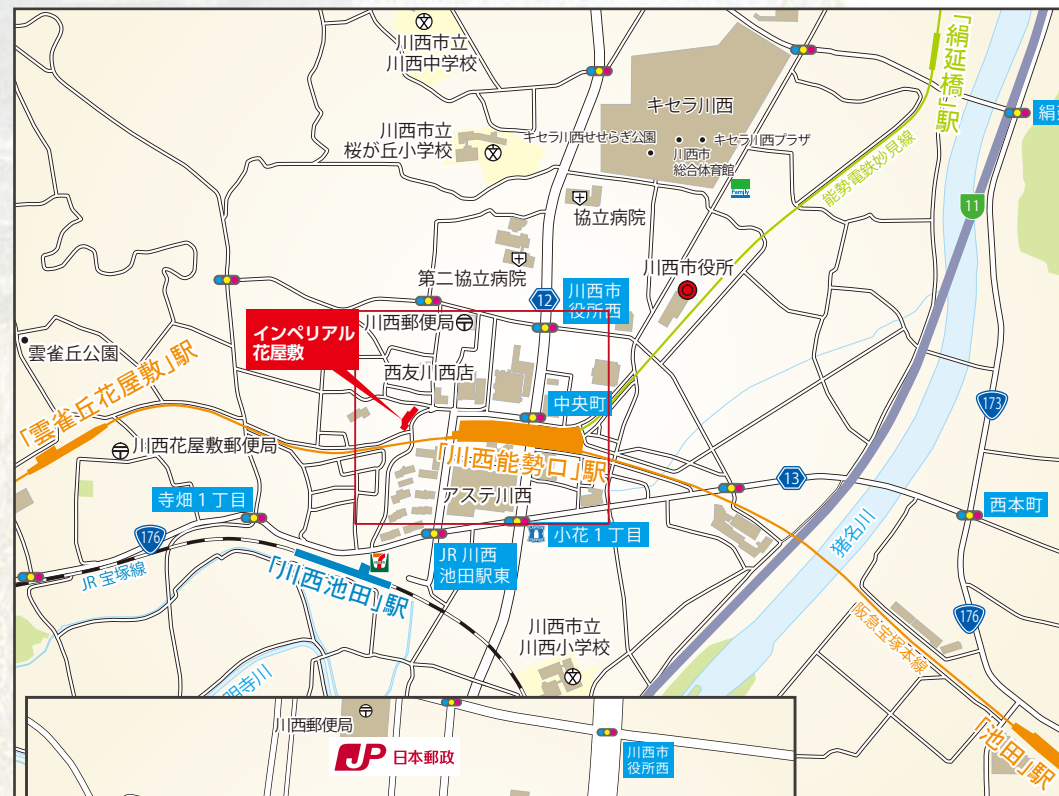 川西市立
川西中学校
「絹延橋」駅
キセラ川西
川西市立
桜が丘小学校
キセラ川西せせらぎ公園
キセラ川西プラザ
川西市
総合体育館
Family
能勢電鉄妙見線
11
協立病院
第二協立病院
川西市役所
12
川西市
役所西
川西郵便局
インペリアル
花屋敷
雲雀丘公園
西友川西店
「雲雀丘花屋敷」駅
中央町
173
川西花屋敷郵便局
「川西能勢口」駅
13
アステ川西
寺畑1丁目
西本町
176
小花1丁目
猪名川
JR 川西
池田駅東
7
JR 宝塚線
「川西池田」駅
176
川西市立
川西小学校
阪急宝塚本線
明寺川
「池田」駅
川西郵便局
JP 日本郵政
川西市
役所西